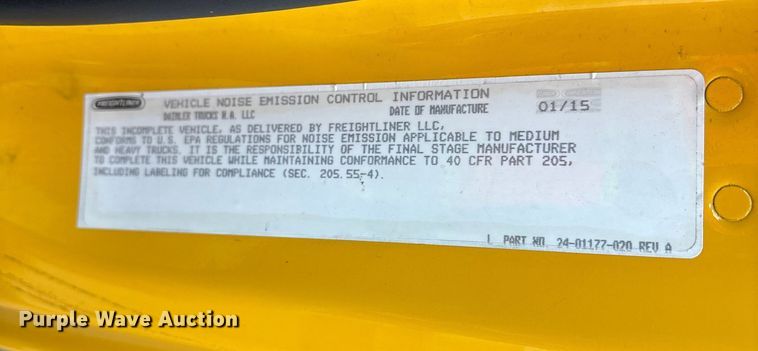 FREIGHTLINER VEHICLE NOISE EMISSION CONTROL INFORMATION
DAIMLER TRUCKS N.A. LLC DATE OF MANUFACTURE 01/15
THIS INCOMPLETE VEHICLE, AS DELIVERED BY FREIGHTLINER LLC,
CONFORMS TO U.S. EPA REGULATIONS FOR NOISE EMISSION APPLICABLE TO MEDIUM
AND HEAVY TRUCKS. IT IS THE RESPONSIBILITY OF THE FINAL STAGE MANUFACTURER
TO COMPLETE THIS VEHICLE WHILE MAINTAINING CONFORMANCE TO 40 CFR PART 205,
INCLUDING LABELING FOR COMPLIANCE (SEC. 205.55-4).
PART NO. 24-01177-020 REV A
Purple Wave Auction